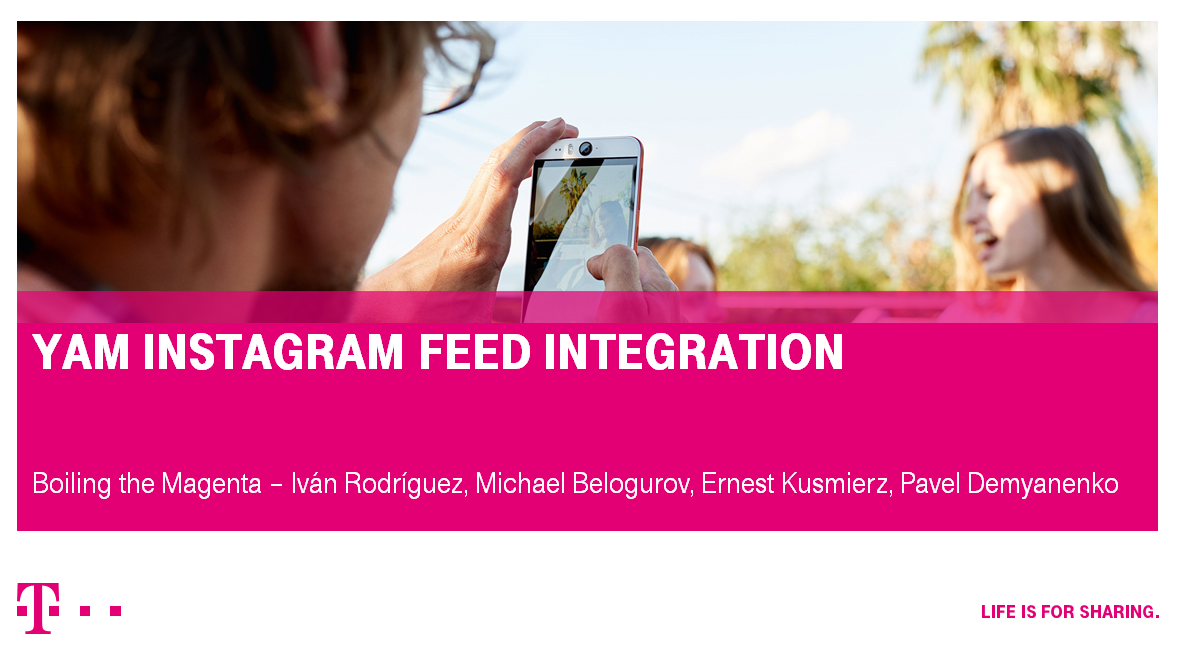 YAM INSTAGRAM FEED INTEGRATION
Boiling the Magenta – Iván Rodríguez, Michael Belogurov, Ernest Kusmierz, Pavel Demyanenko
T
LIFE IS FOR SHARING.